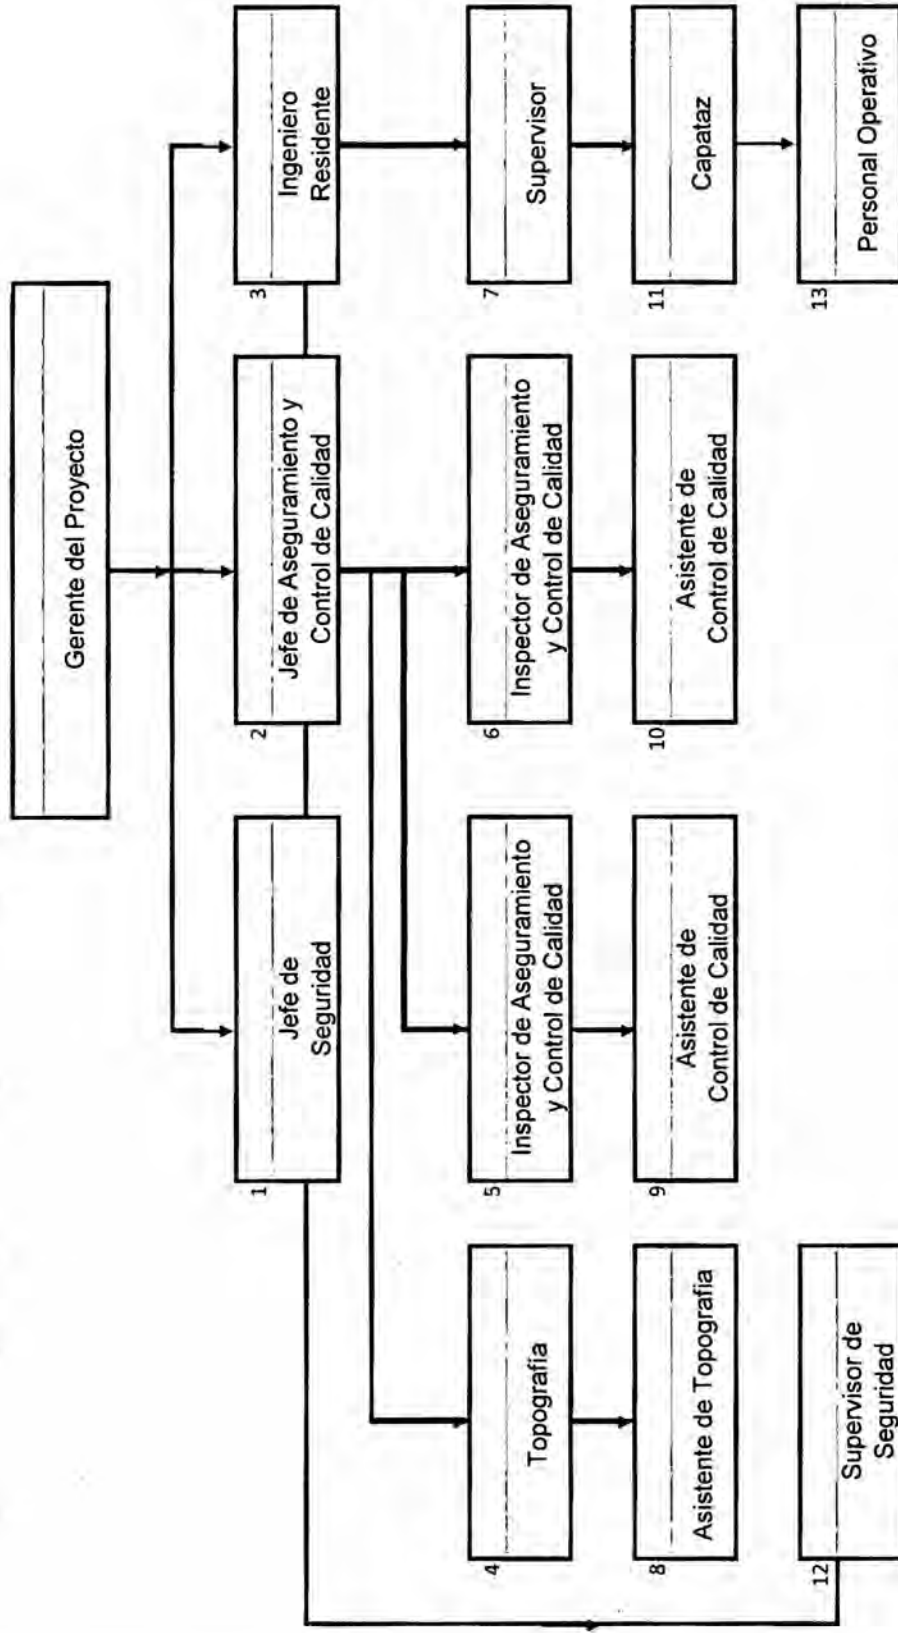 Gerente del Proyecto
1
Jefe de
Seguridad
2
Jefe de Aseguramiento y
Control de Calidad
3
Ingeniero
Residente
4
Topografía
5
Inspector de Aseguramiento
y Control de Calidad
6
Inspector de Aseguramiento
y Control de Calidad
7
Supervisor
8
Asistente de Topografía
9
Asistente de
Control de Calidad
10
Asistente de
Control de Calidad
11
Capataz
12
Supervisor de
Seguridad
13
Personal Operativo